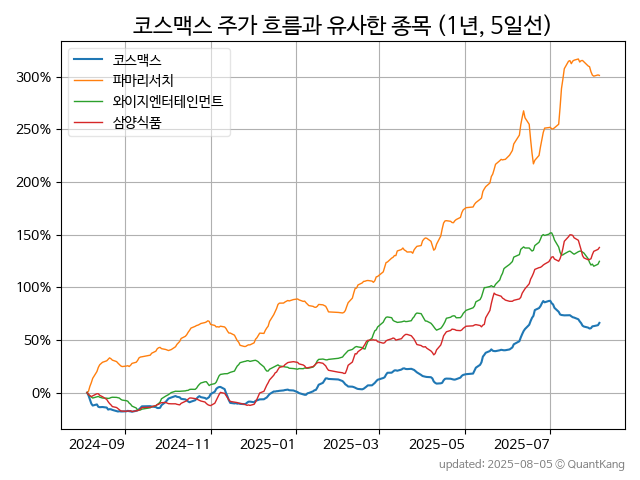 코스맥스 주가 흐름과 유사한 종목 (1년, 5일선)
코스맥스
파마리서치
와이지엔터테인먼트
삼양식품
300%
250%
200%
150%
100%
50%
0%
2024-09
2024-11
2025-01
2025-03
2025-05
2025-07
updated: 2025-08-05 © QuantKang